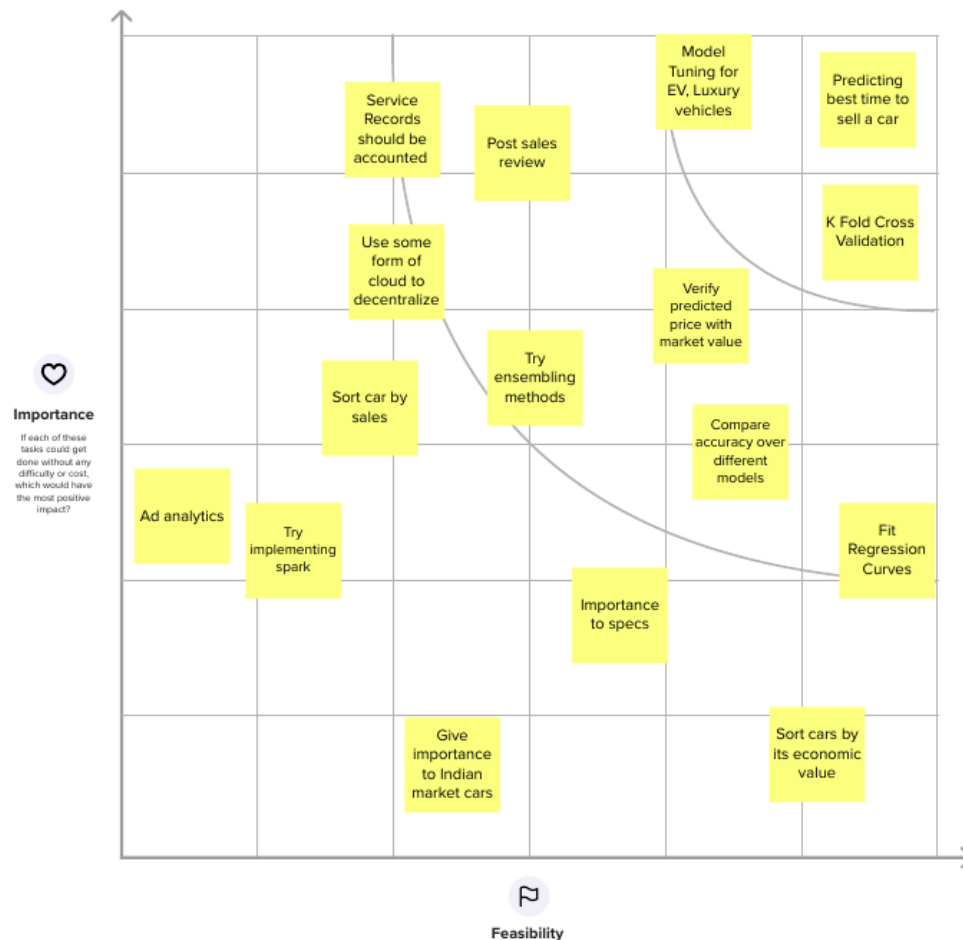 Model
Tuning for
EV, Luxury
vehicles
Predicting
best time to
sell a car
Service
Records
should be
accounted
Post sales
review
K Fold Cross
Validation
Use some
form of
cloud to
decentralize
Verify
predicted
price with
market value
Try
ensembling
methods
Sort car by
sales
Importance
If each of these
tasks could get
done without any
difficulty or cost,
which would have
the most positive
impact?
Compare
accuracy over
different
models
Ad analytics
Try
implementing
spark
Fit
Regression
Curves
Importance
to specs
Give
importance
to Indian
market cars
Sort cars by
its economic
value
Feasibility